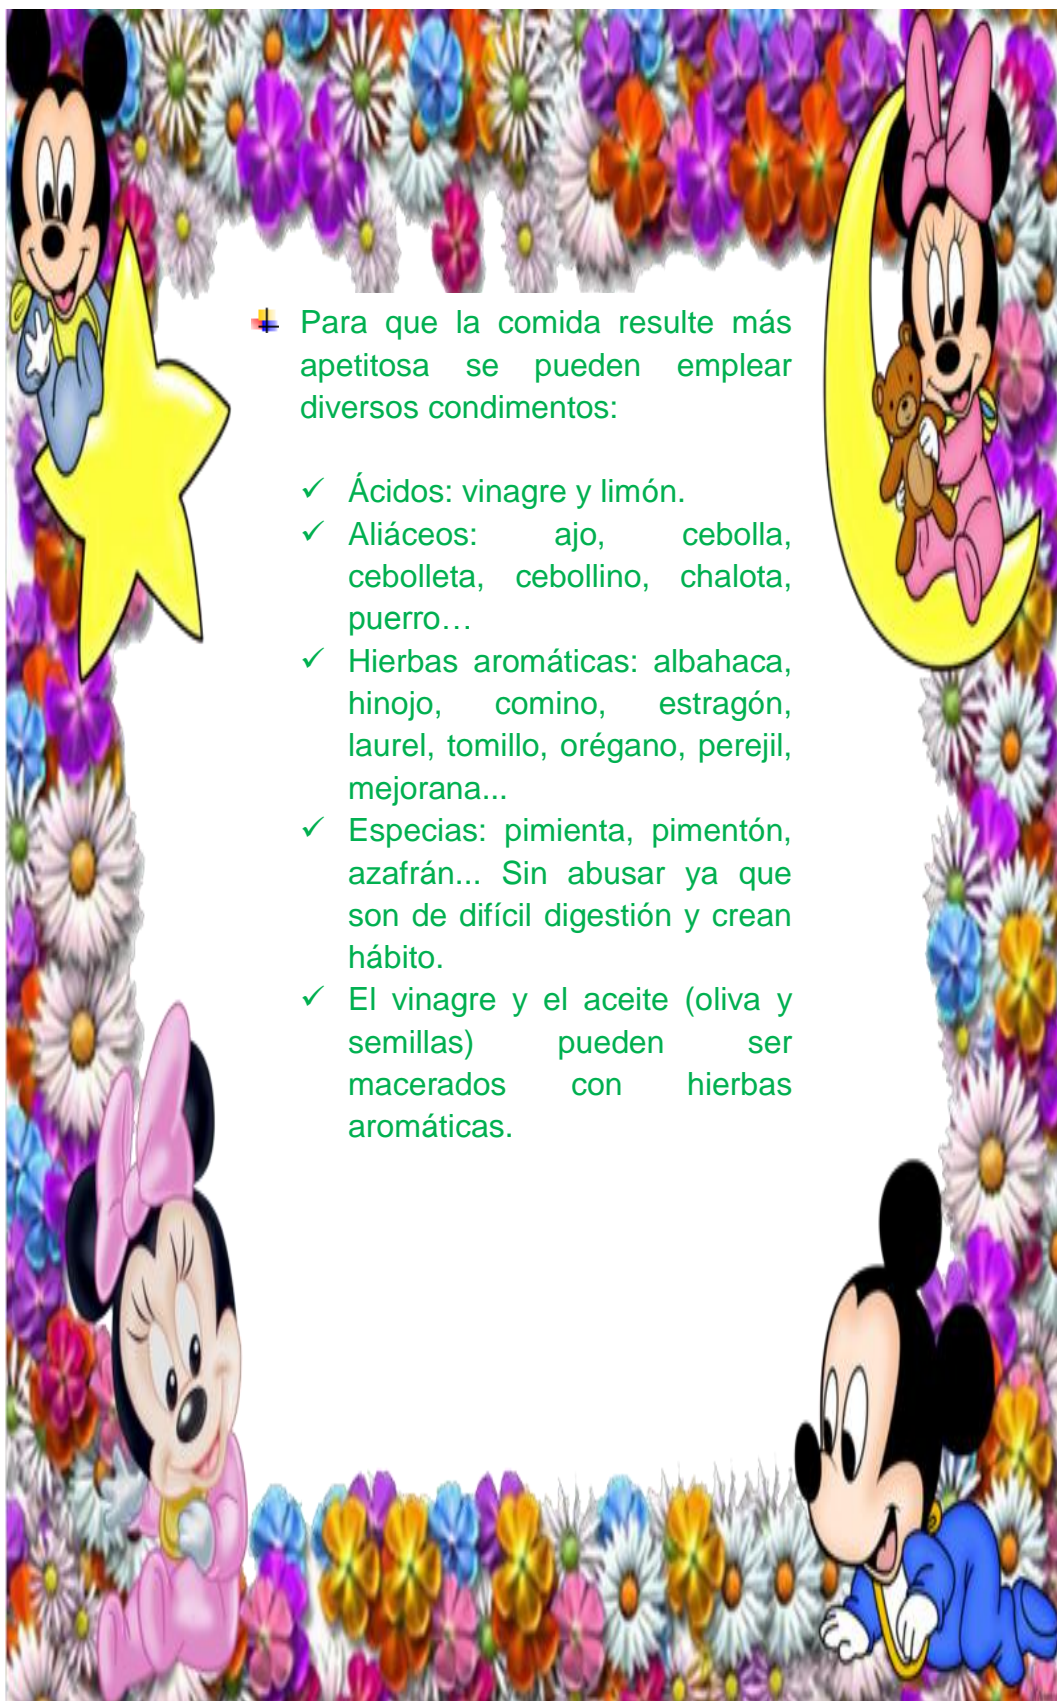 Para que la comida resulte más
apetitosa se pueden emplear
diversos condimentos:
✓ Ácidos: vinagre y limón.
✓ Aliáceos: ajo, cebolla,
cebolleta, cebollino, chalota,
puerro…
✓ Hierbas aromáticas: albahaca,
hinojo, comino, estragón,
laurel, tomillo, orégano, perejil,
mejorana...
✓ Especias: pimienta, pimentón,
azafrán... Sin abusar ya que
son de difícil digestión y crean
hábito.
✓ El vinagre y el aceite (oliva y
semillas) pueden ser
macerados con hierbas
aromáticas.